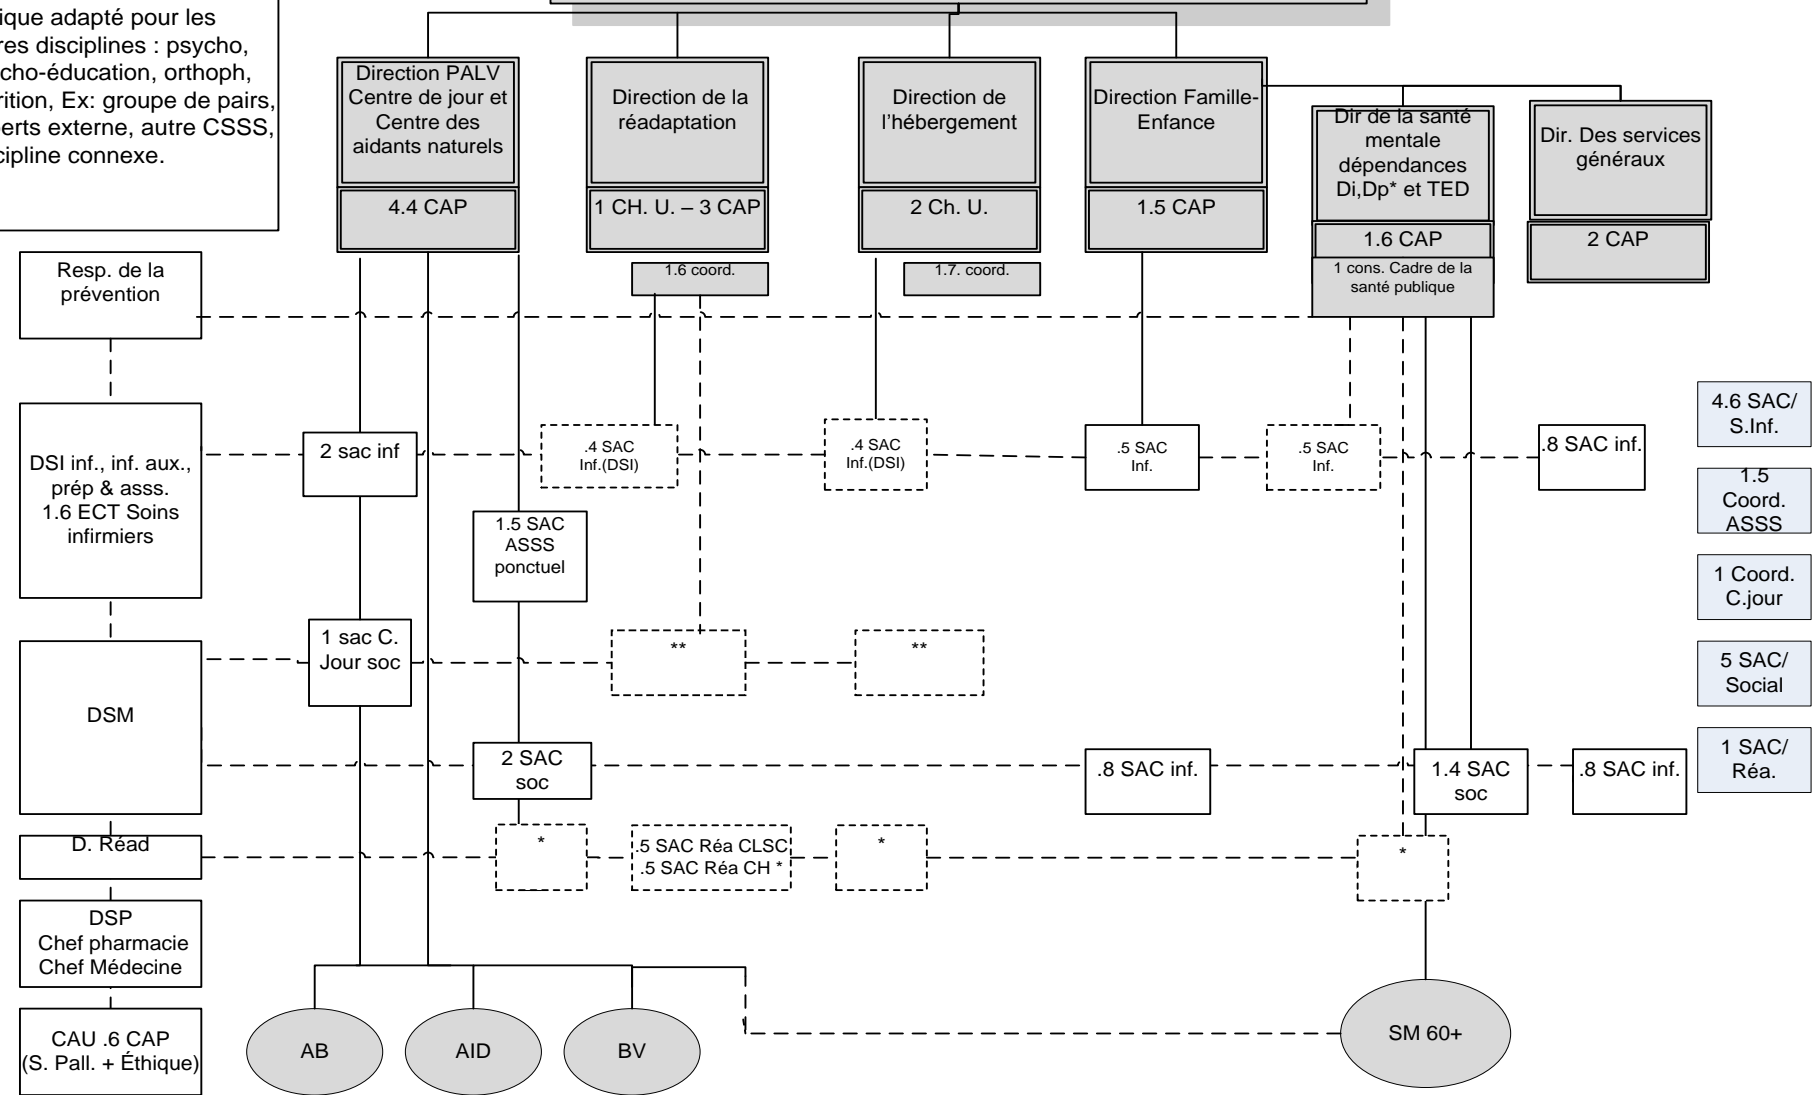 res disciplines : psycho,
Ex: groupe de pairs,
externe, autre CSSS,
connexe.
ique adapté pour les
Direction PALV
Centre de jour et
Centre des
aidants naturels
4.4 CAP
Direction de la
réadaptation
1 CH. U. – 3 CAP
1.6 coord.
Direction de
l'hébergement
2 Ch. U.
1.7. coord.
Direction Famille-
Enfance
1.5 CAP
Dir de la santé
mentale
dépendances
Di,Dp* et TED
1.6 CAP
1 cons. Cadre de la
santé publique
Dir. Des services
généraux
2 CAP
Resp. de la
prévention
DSI inf., inf. aux.,
prép & asss.
1.6 ECT Soins
infirmiers
2 sac inf
.4 SAC
Inf.(DSI)
.4 SAC
Inf.(DSI)
.5 SAC
Inf.
.5 SAC
Inf.
.8 SAC inf.
4.6 SAC/
S.Inf.
1.5 SAC
ASSS
ponctuel
1.5
Coord.
ASSS
1 Coord.
C.jour
DSM
1 sac C.
Jour soc
**
**
5 SAC/
Social
2 SAC
soc
.8 SAC inf.
1.4 SAC
soc
.8 SAC inf.
1 SAC/
Réa.
D. Réad
*
.5 SAC Réa CLSC
.5 SAC Réa CH *
*
*
DSP
Chef pharmacie
Chef Médecine
CAU .6 CAP
(S. Pall. + Éthique)
AB
AID
BV
SM 60+